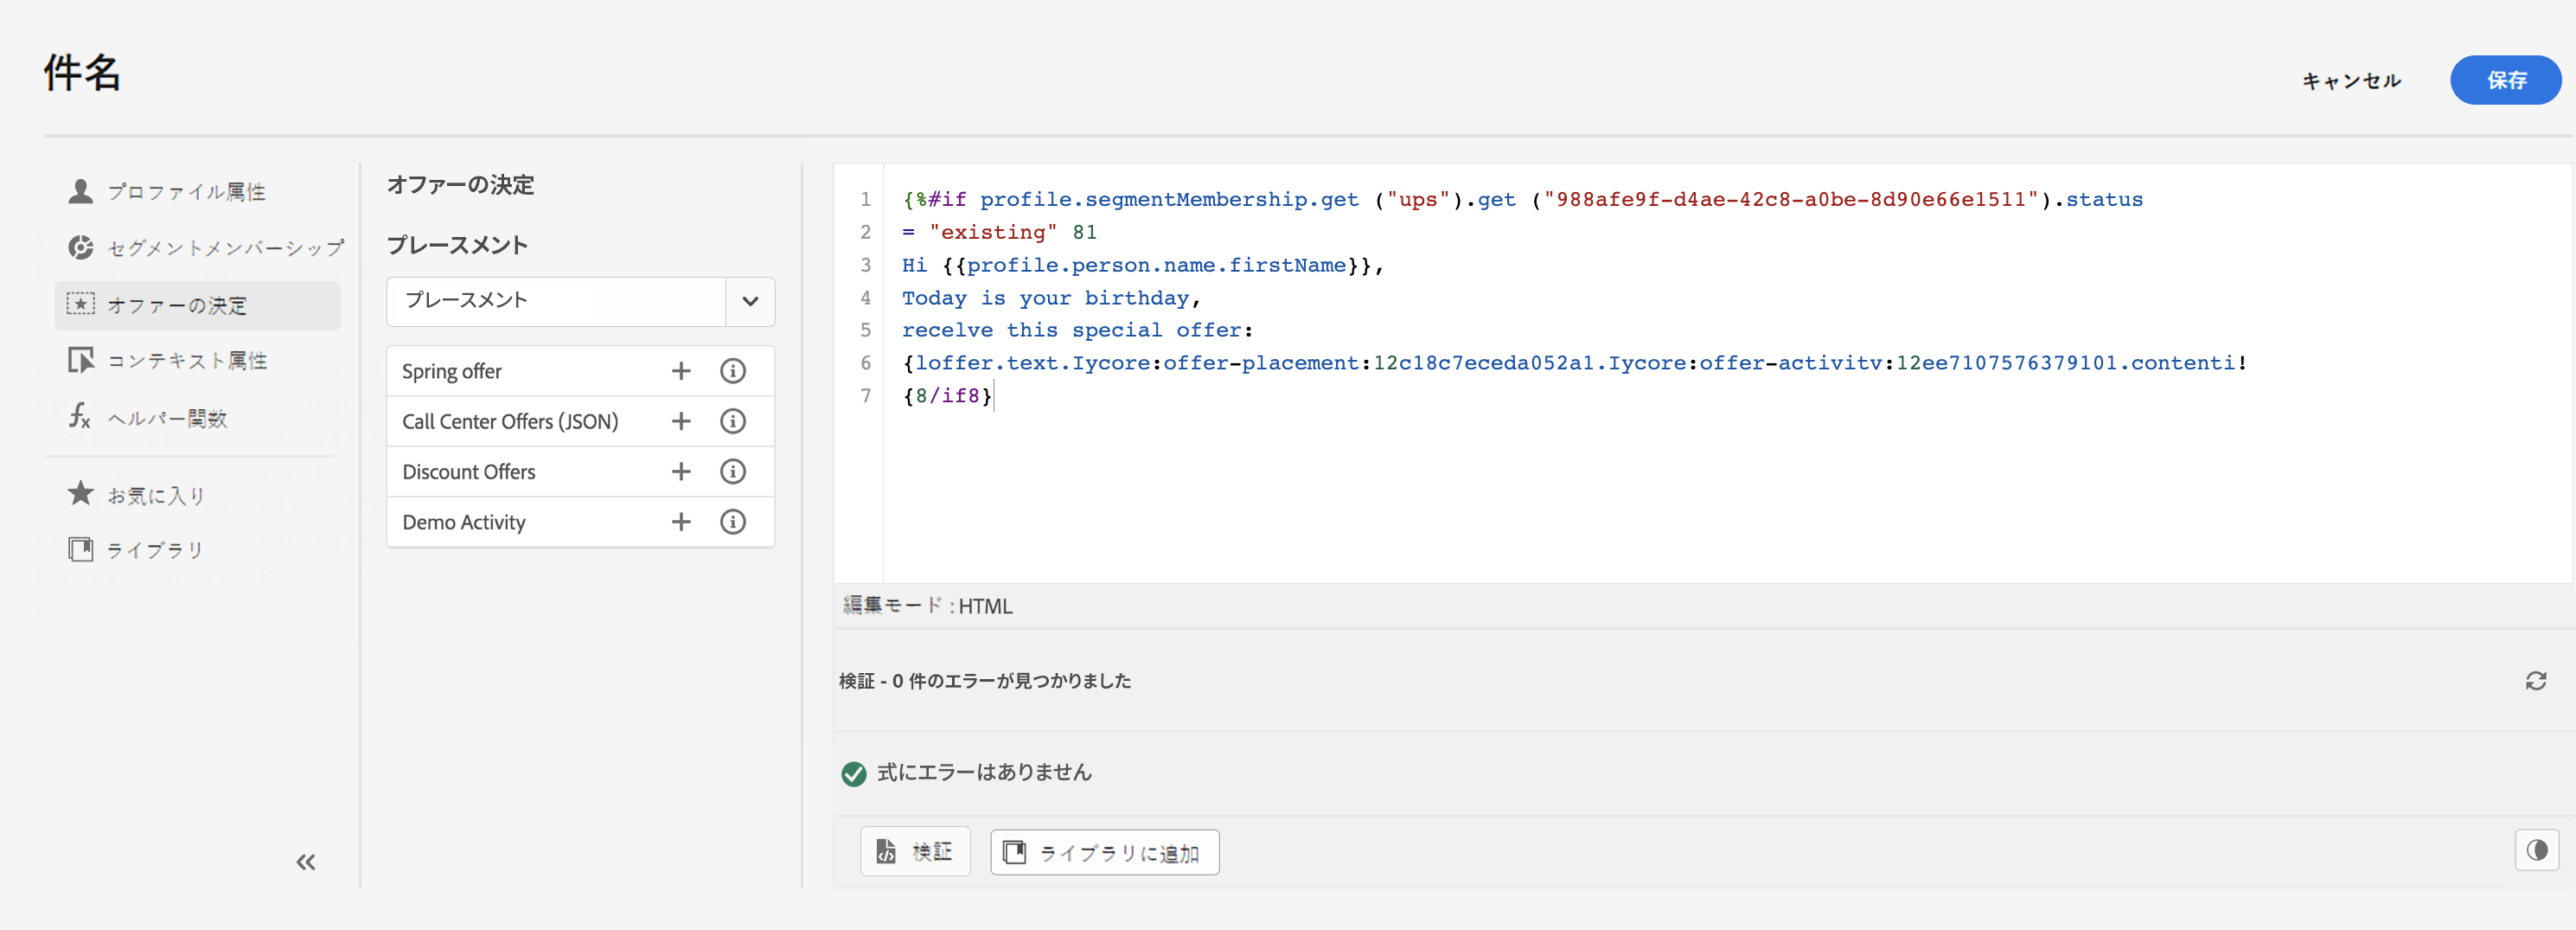 件名
キャンセル
保存
プロファイル属性
セグメントメンバーシップ
オファーの決定
コンテキスト属性
ヘルパー関数
お気に入り
ライブラリ
オファーの決定
プレースメント
プレースメント
Spring offer
Call Center Offers (JSON)
Discount Offers
Demo Activity
1 {%#if profile.segmentMembership.get ("ups").get ("988afe9f-d4ae-42c8-a0be-8d90e66e1511").status
2 = "existing" 81
3 Hi {{profile.person.name.firstName}},
4 Today is your birthday,
5 recelve this special offer:
6 {loffer.text.Iycore:offer-placement:12c18c7eceda052a1.Iycore:offer-activitv:12ee7107576379101.contenti!
7 {8/if8}
編集モード : HTML
検証 - 0 件のエラーが見つかりました
式にエラーはありません
検証
ライブラリに追加